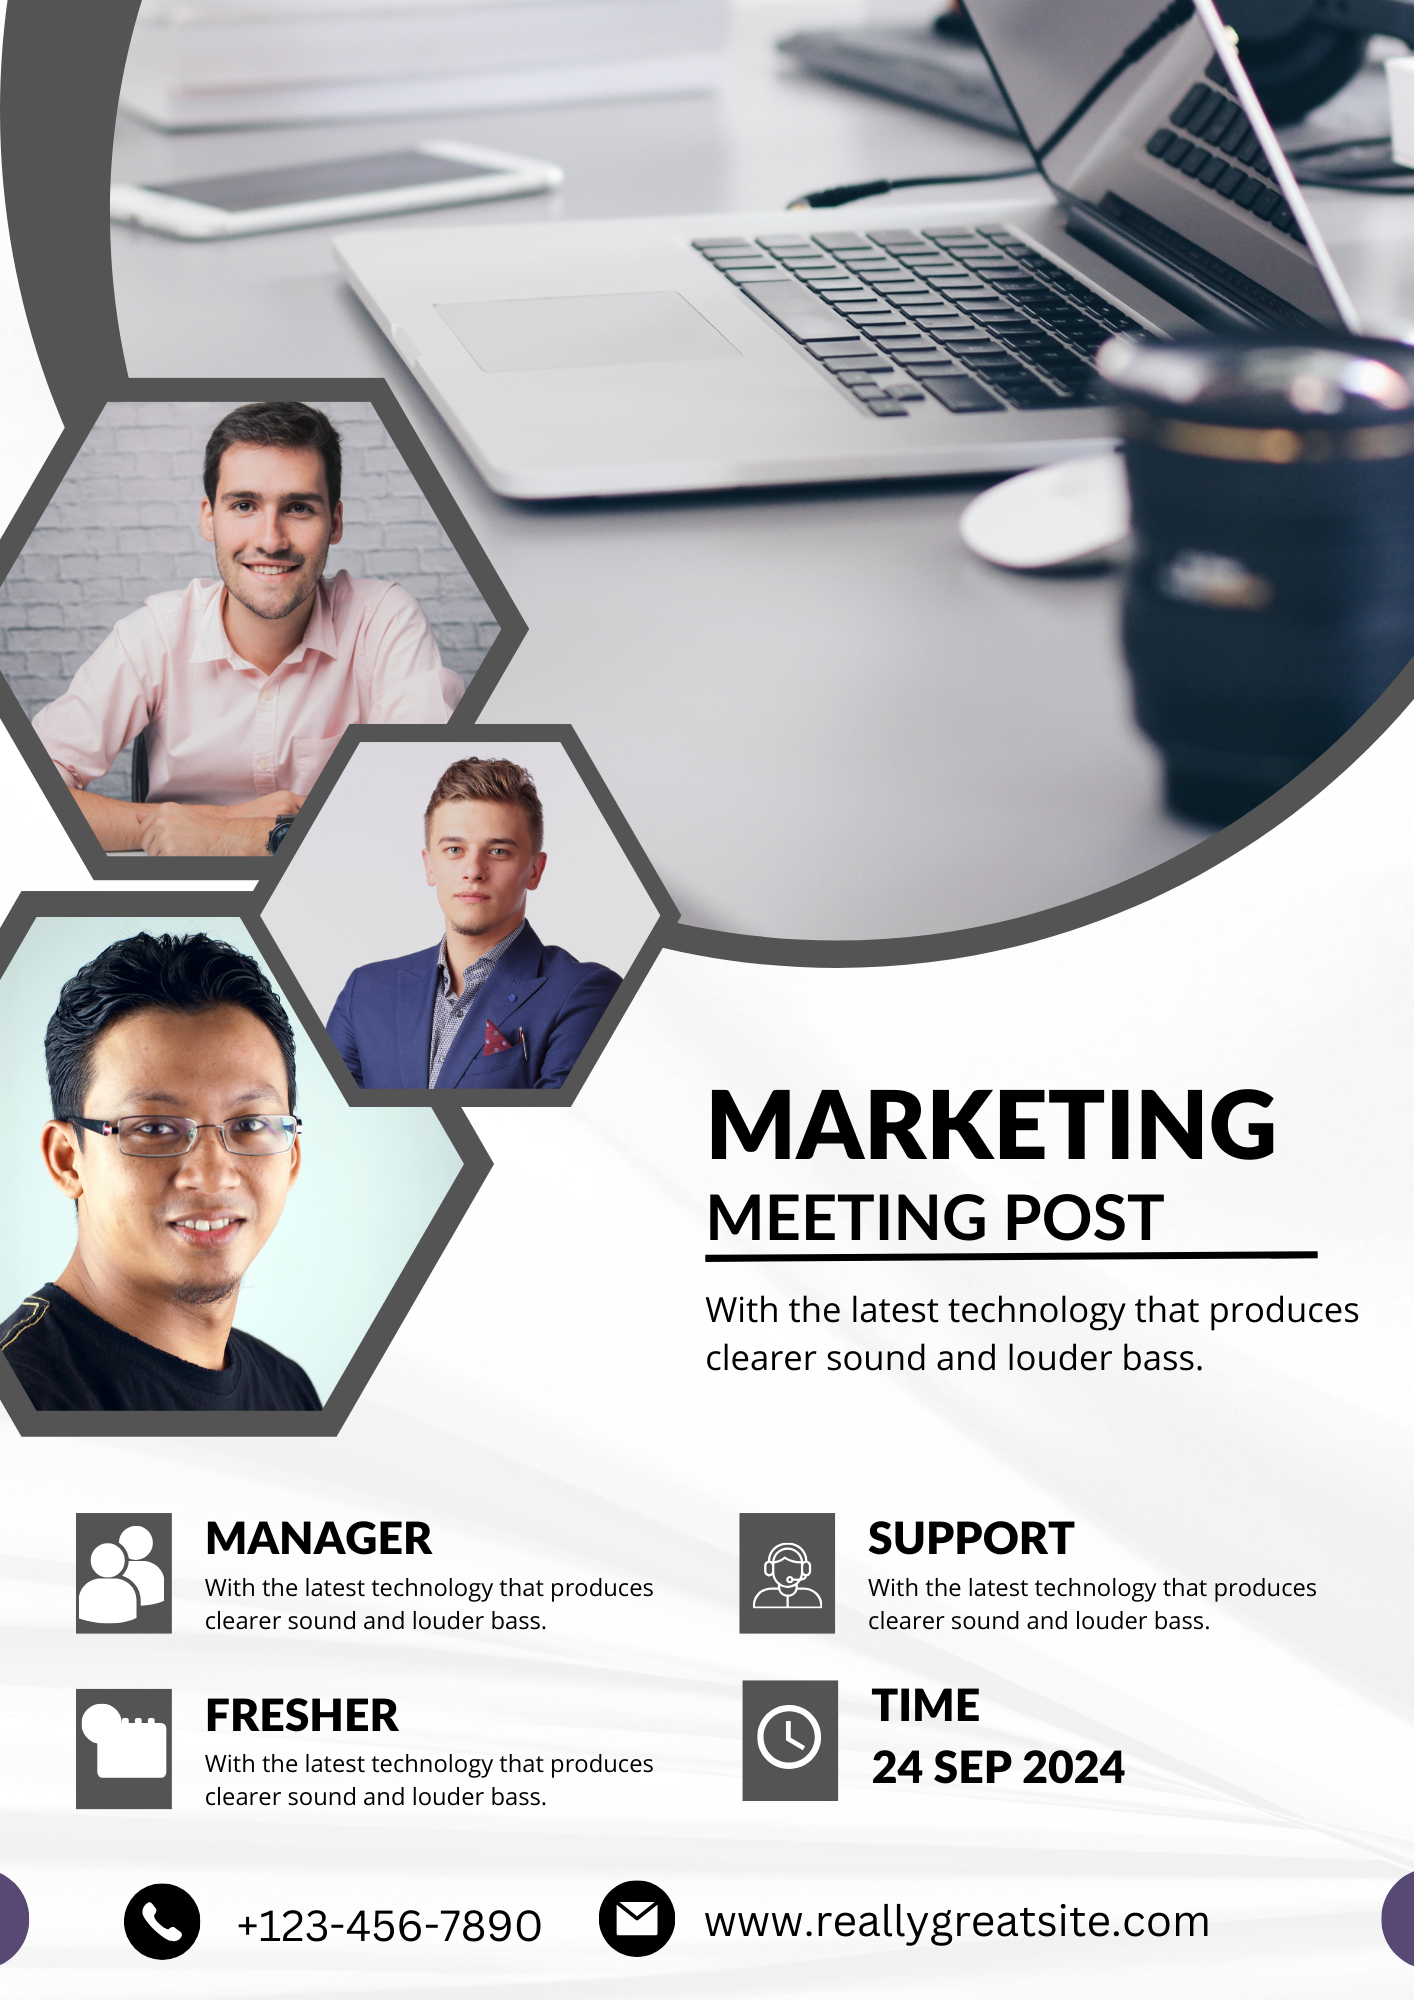 MARKETING
MEETING POST
With the latest technology that produces
clearer sound and louder bass.
MANAGER
With the latest technology that produces
clearer sound and louder bass.
SUPPORT
With the latest technology that produces
clearer sound and louder bass.
FRESHER
With the latest technology that produces
clearer sound and louder bass.
TIME
24 SEP 2024
+123-456-7890
www.reallygreatsite.com